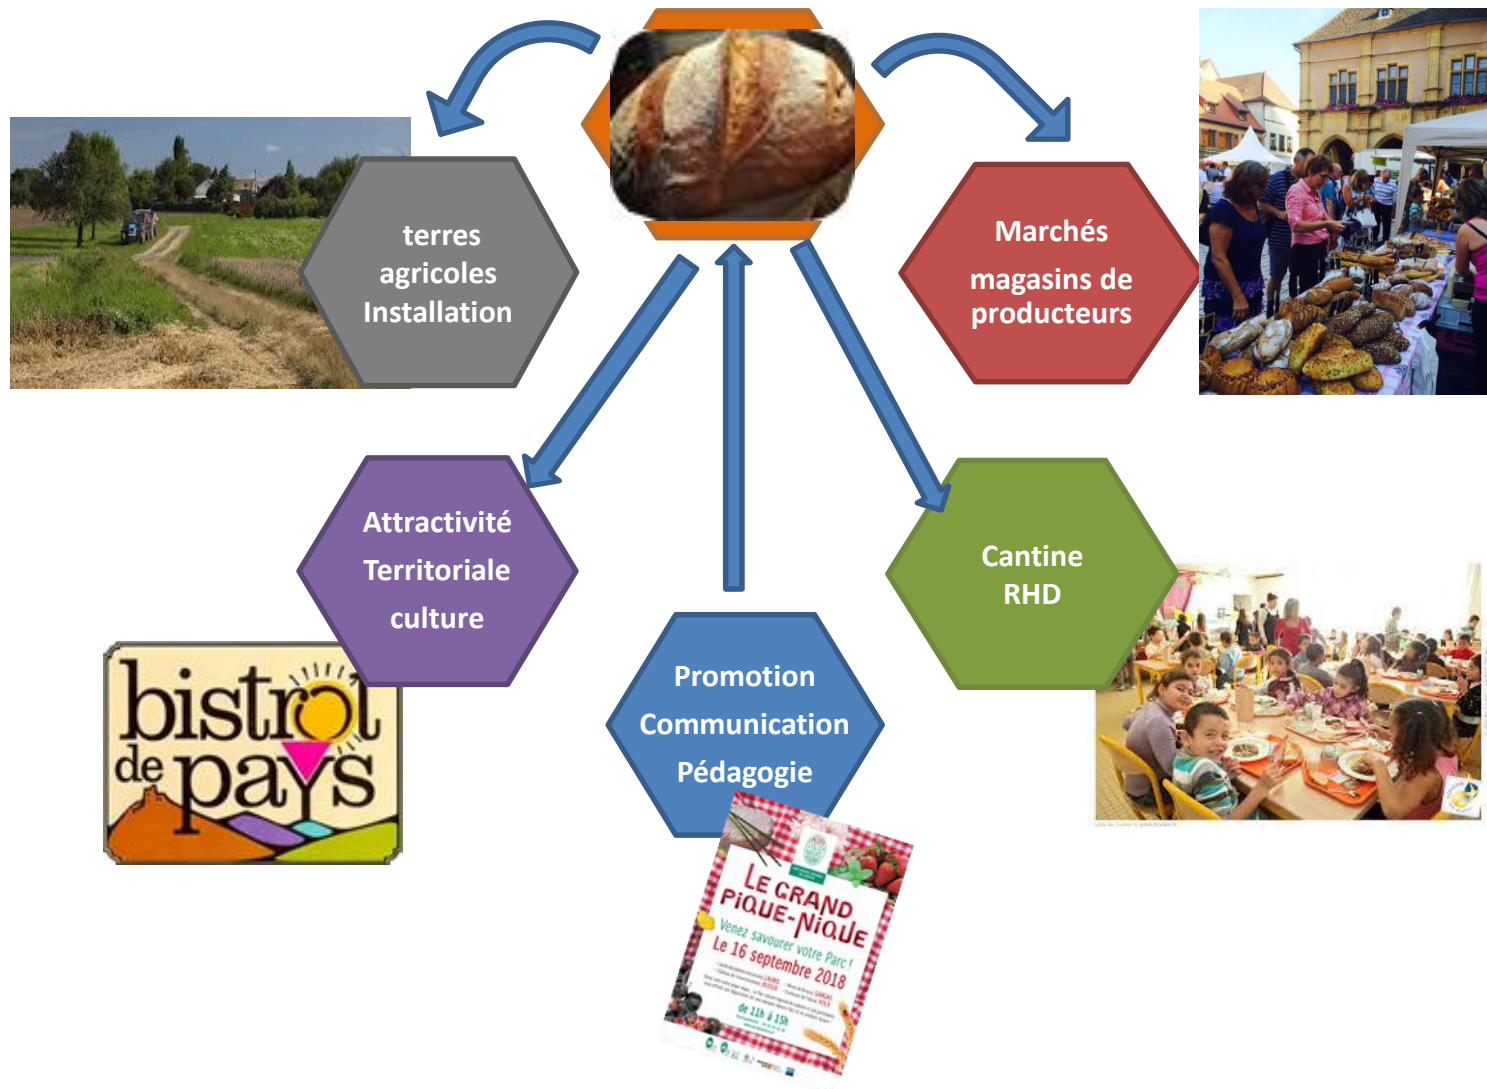 terres
agricoles
Installation
Marchés
magasins de
producteurs
Attractivité
Territoriale
culture
Cantine
RHD
Promotion
Communication
Pédagogie
bistrot
de pays
LE GRAND
PIQUE-NIQUE
Venez savourer votre Parc !
Le 16 septembre 2018
de 11h à 15h